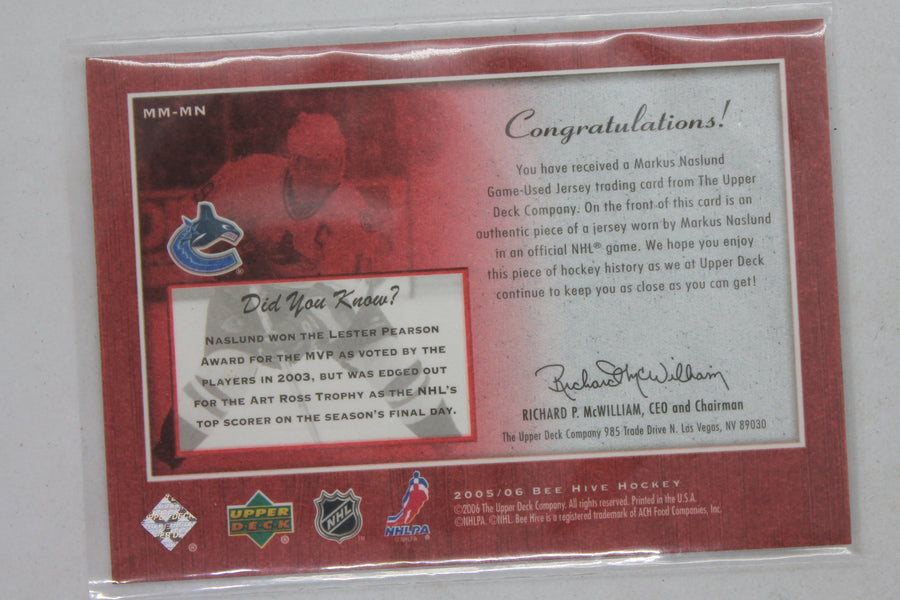 MM-MN
Congratulations!
You have received a Markus Naslund
Game-Used Jersey trading card from The Upper
Deck Company. On the front of this card is an
authentic piece of a jersey worn by Markus Naslund
in an official NHL® game. We hope you enjoy
this piece of hockey history as we at Upper Deck
continue to keep you as close as you can get!
Did You Know?
Naslund won the Lester Pearson
Award for the MVP as voted by the
players in 2003, but was edged out
for the Art Ross Trophy as the NHL's
top scorer on the season's final day.
Richard McWilliam
RICHARD P. McWILLIAM, CEO and Chairman
The Upper Deck Company 985 Trade Drive N. Las Vegas, NV 89030
UPPER
DECK
NHL
NHLPA
2005/06 Bee Hive Hockey
©2006 The Upper Deck Company. All rights reserved. Printed in the U.S.A.
©NHLPA. ©NHL. Bee Hive is a registered trademark of ACH Food Companies, Inc.